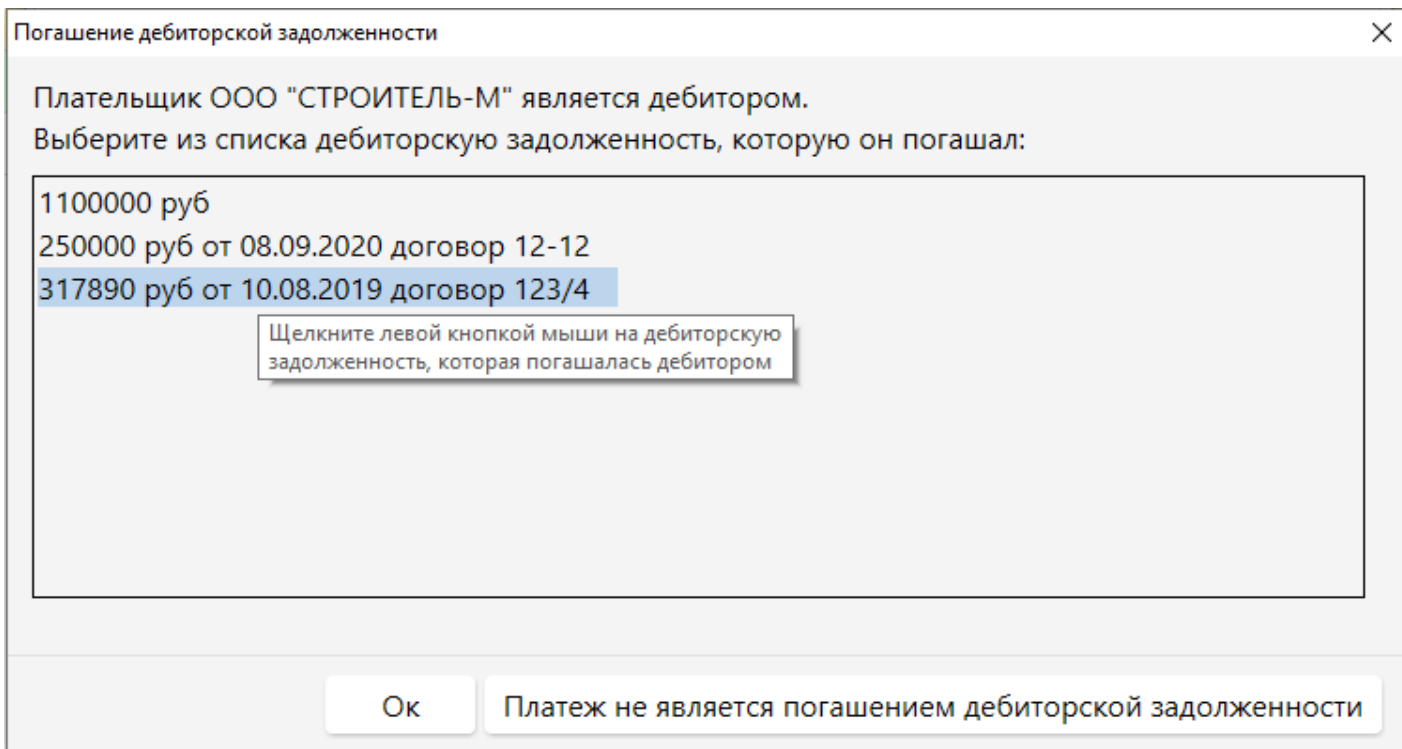 Погашение дебиторской задолженности
Плательщик ООО "СТРОИТЕЛЬ-М" является дебитором.
Выберите из списка дебиторскую задолженность, которую он погашал:
1100000 руб
250000 руб от 08.09.2020 договор 12-12
317890 руб от 10.08.2019 договор 123/4
Щелкните левой кнопкой мыши на дебиторскую
задолженность, которая погашалась дебитором
Ок
Платеж не является погашением дебиторской задолженности